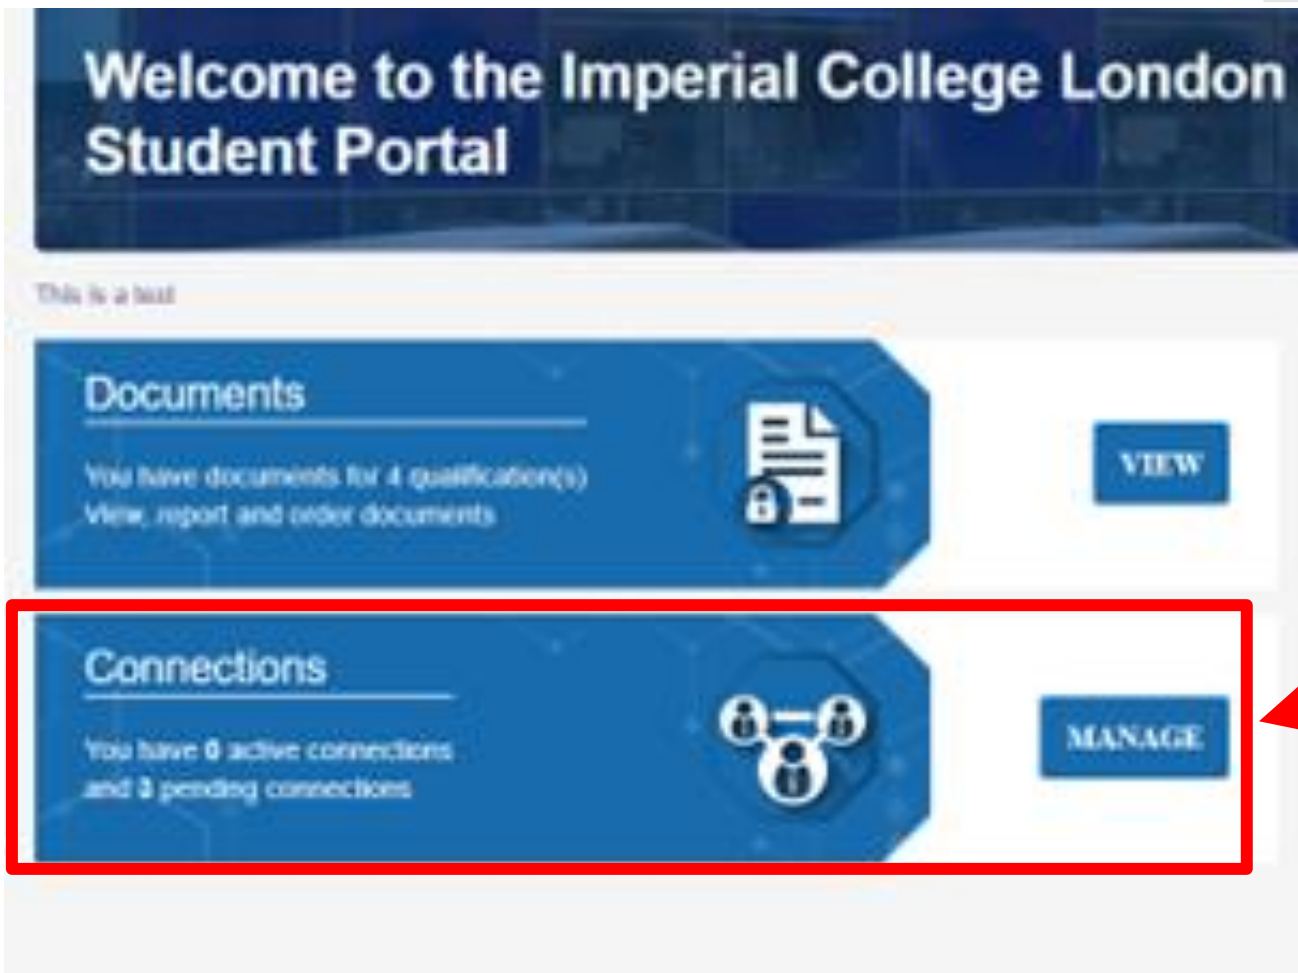 Welcome to the Imperial College London
Student Portal
This is a test
Documents
You have documents for 4 qualification(s)
View, report and order documents
VIEW
Connections
You have 0 active connections
and pending connections
MANAGE